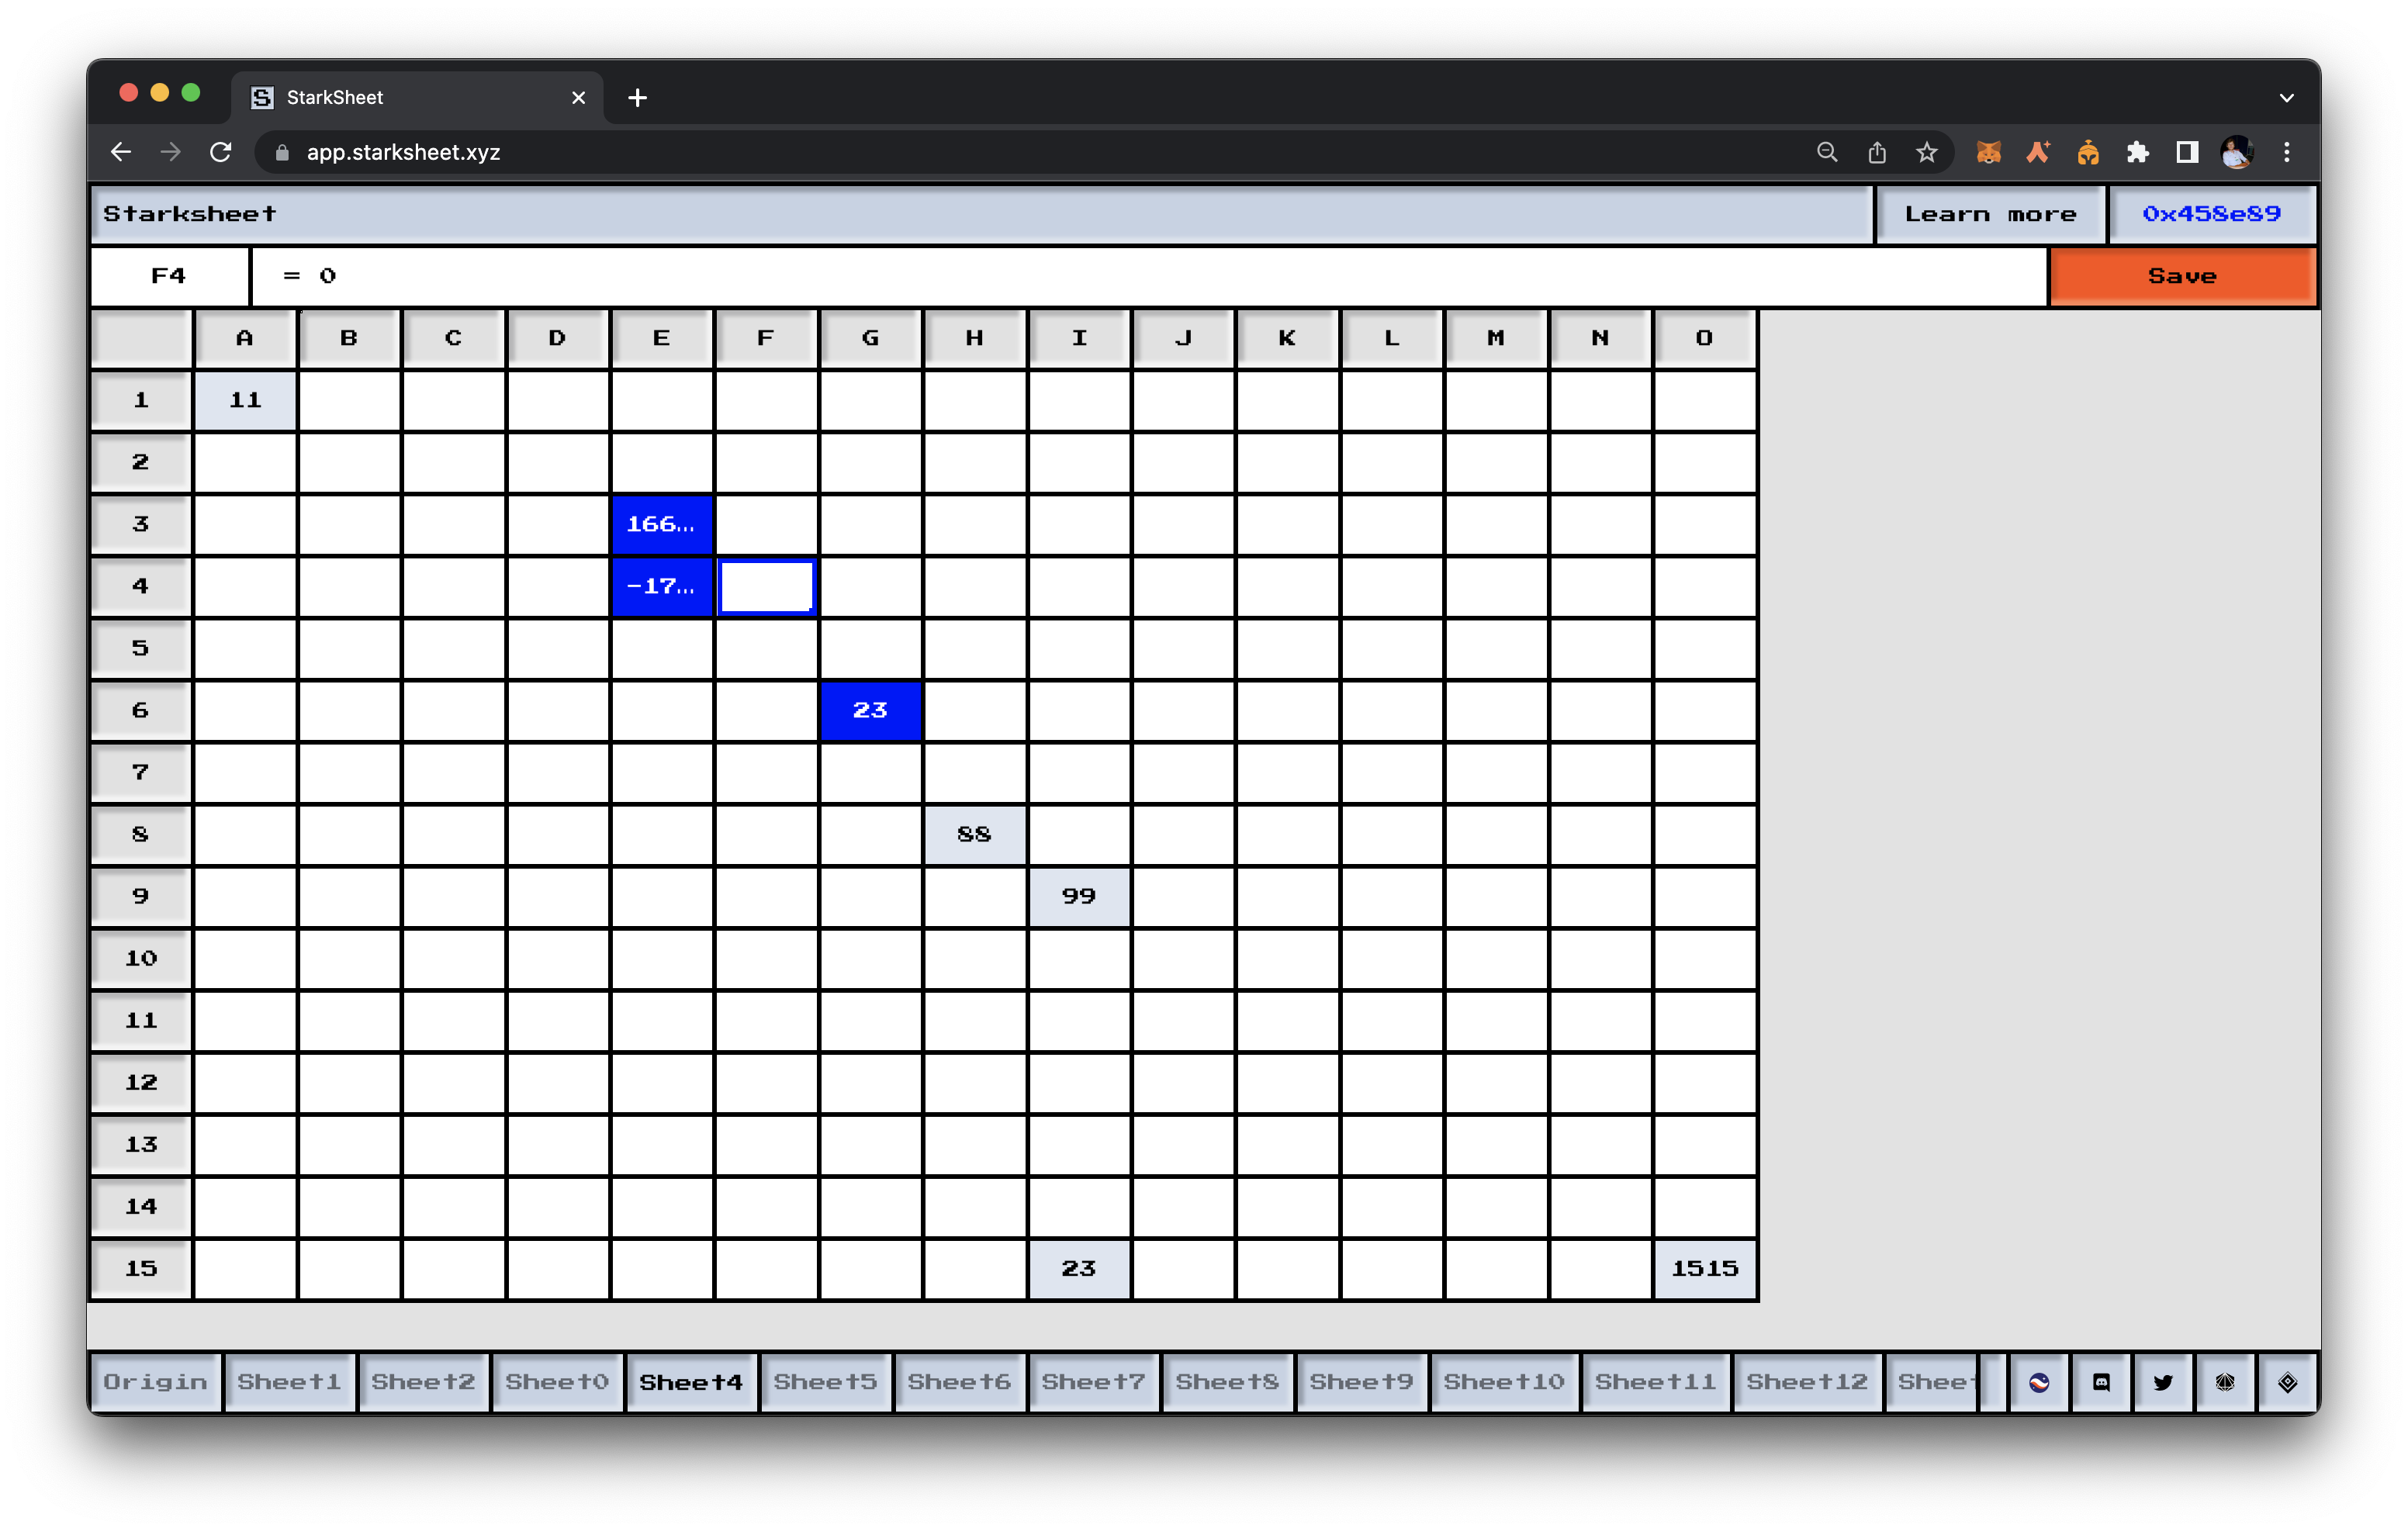 StarkSheet
app.starksheet.xyz
Starksheet Learn more 0x458e89
F4 = 0 Save
A B C D E F G H I J K L M N O
1 11
2
3 166...
4 -17...
5
6 23
7
8 88
9 99
10
11
12
13
14
15 23 1515
Origin Sheet1 Sheet2 Sheet0 Sheet4 Sheet5 Sheet6 Sheet7 Sheet8 Sheet9 Sheet10 Sheet11 Sheet12